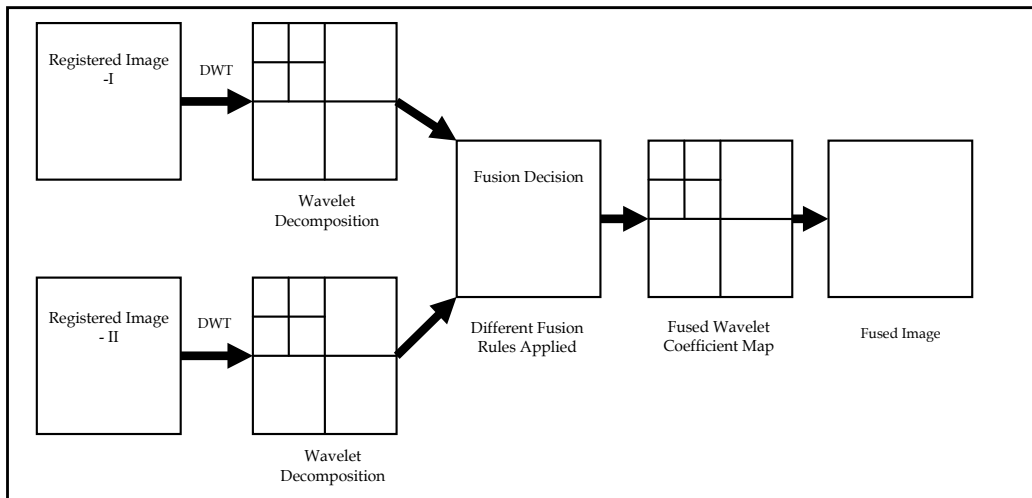 Registered Image
-I
DWT
Wavelet
Decomposition
Registered Image
- II
DWT
Wavelet
Decomposition
Fusion Decision
Different Fusion
Rules Applied
Fused Wavelet
Coefficient Map
Fused Image